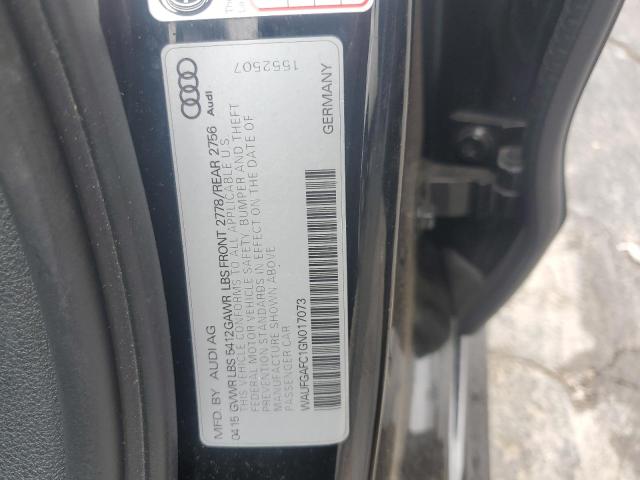 MFD. BY AUDI AG
04 15 GVWR LBS 5412 GAWR LBS FRONT 2778/REAR 2756
THIS VEHICLE CONFORMS TO ALL APPLICABLE U.S.
FEDERAL MOTOR VEHICLE SAFETY, BUMPER AND THEFT
PREVENTION STANDARDS IN EFFECT ON THE DATE OF
MANUFACTURE SHOWN ABOVE
PASSENGER CAR
WAUFGAFC1GN017073
GERMANY
Audi
1552507